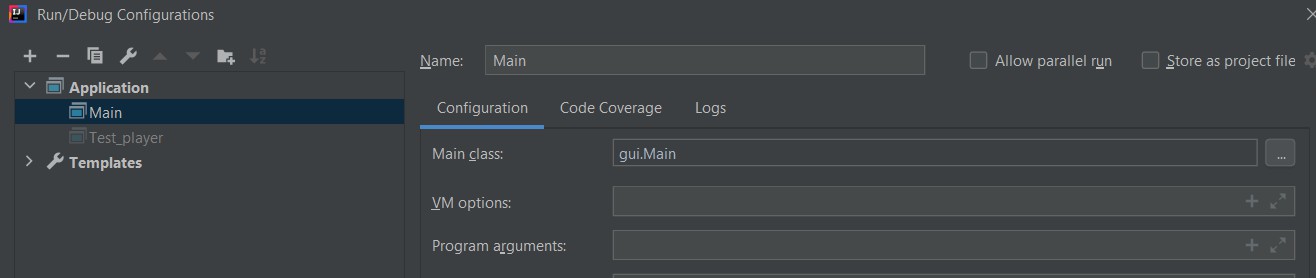 Run/Debug Configurations
Name: Main
Allow parallel run
Store as project file
Application
Main
Test_player
Templates
Configuration
Code Coverage
Logs
Main class: gui.Main
...
VM options:
Program arguments: